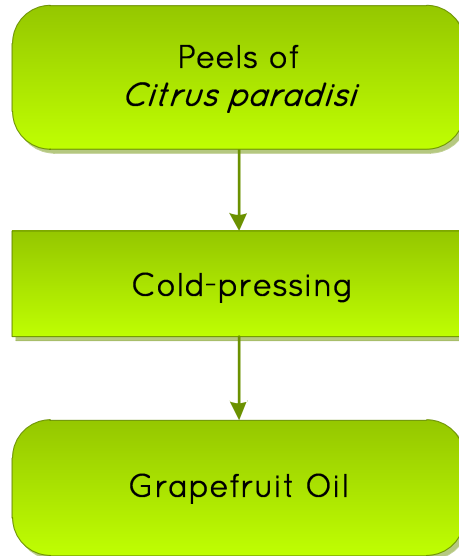 Peels of
Citrus paradisi
Cold-pressing
Grapefruit Oil